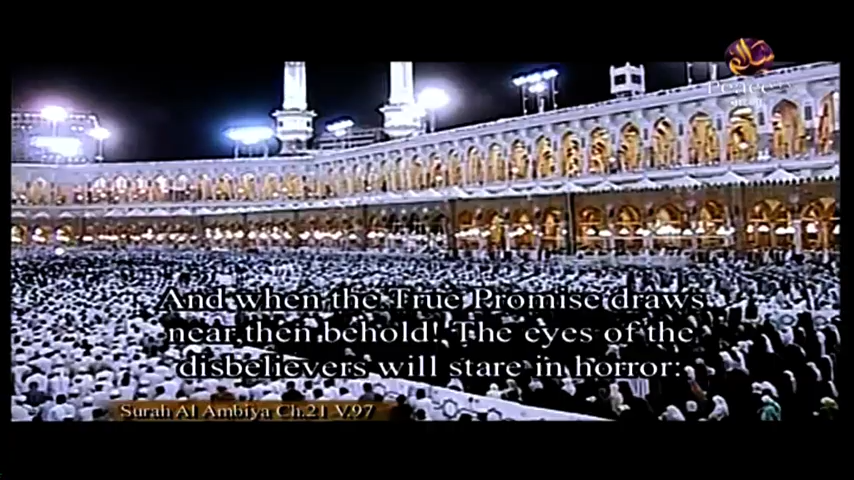 Peace TV
বাংলা
And when the True Promise draws
near, then behold! The eyes of the
disbelievers will stare in horror:
Surah Al Ambiya Ch.21 V.97